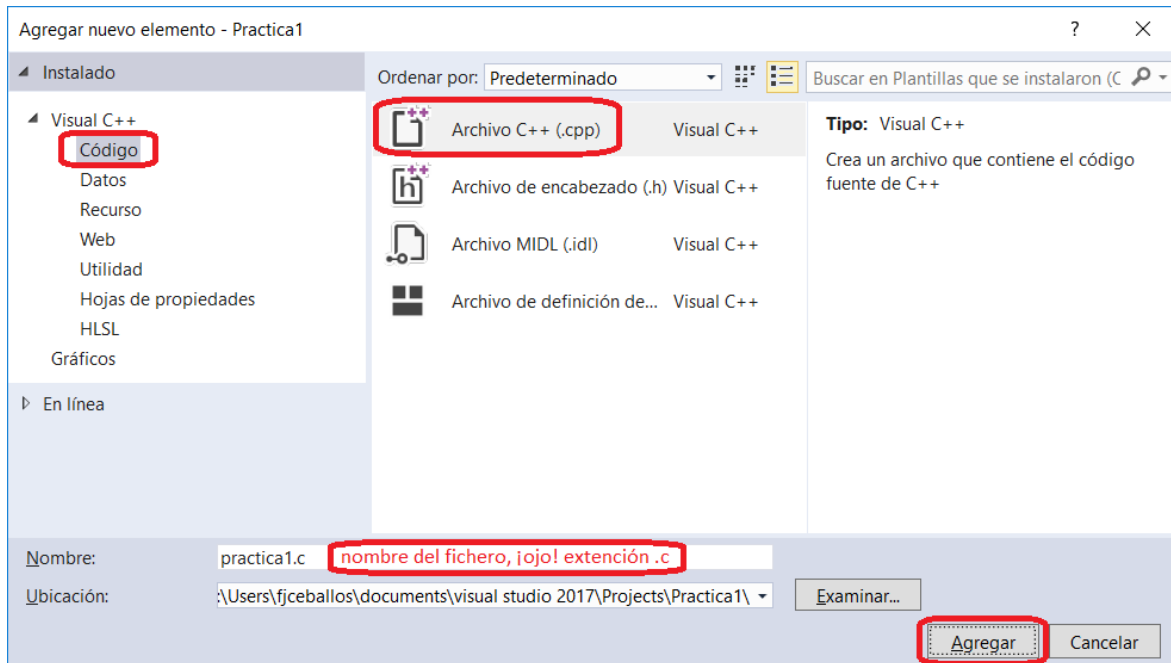 Agregar nuevo elemento - Practica1
?
Instalado
Visual C++
Código
Datos
Recurso
Web
Utilidad
Hojas de propiedades
HLSL
Gráficos
En línea
Ordenar por: Predeterminado
Buscar en Plantillas que se instalaron (C
Archivo C++ (.cpp) Visual C++
Archivo de encabezado (.h) Visual C++
Archivo MIDL (.idl) Visual C++
Archivo de definición de... Visual C++
Tipo: Visual C++
Crea un archivo que contiene el código
fuente de C++
Nombre: practica1.c nombre del fichero, ¡ojo! extención .c
Ubicación: :\Users\fjceballos\documents\visual studio 2017\Projects\Practica1\ Examinar...
Agregar Cancelar